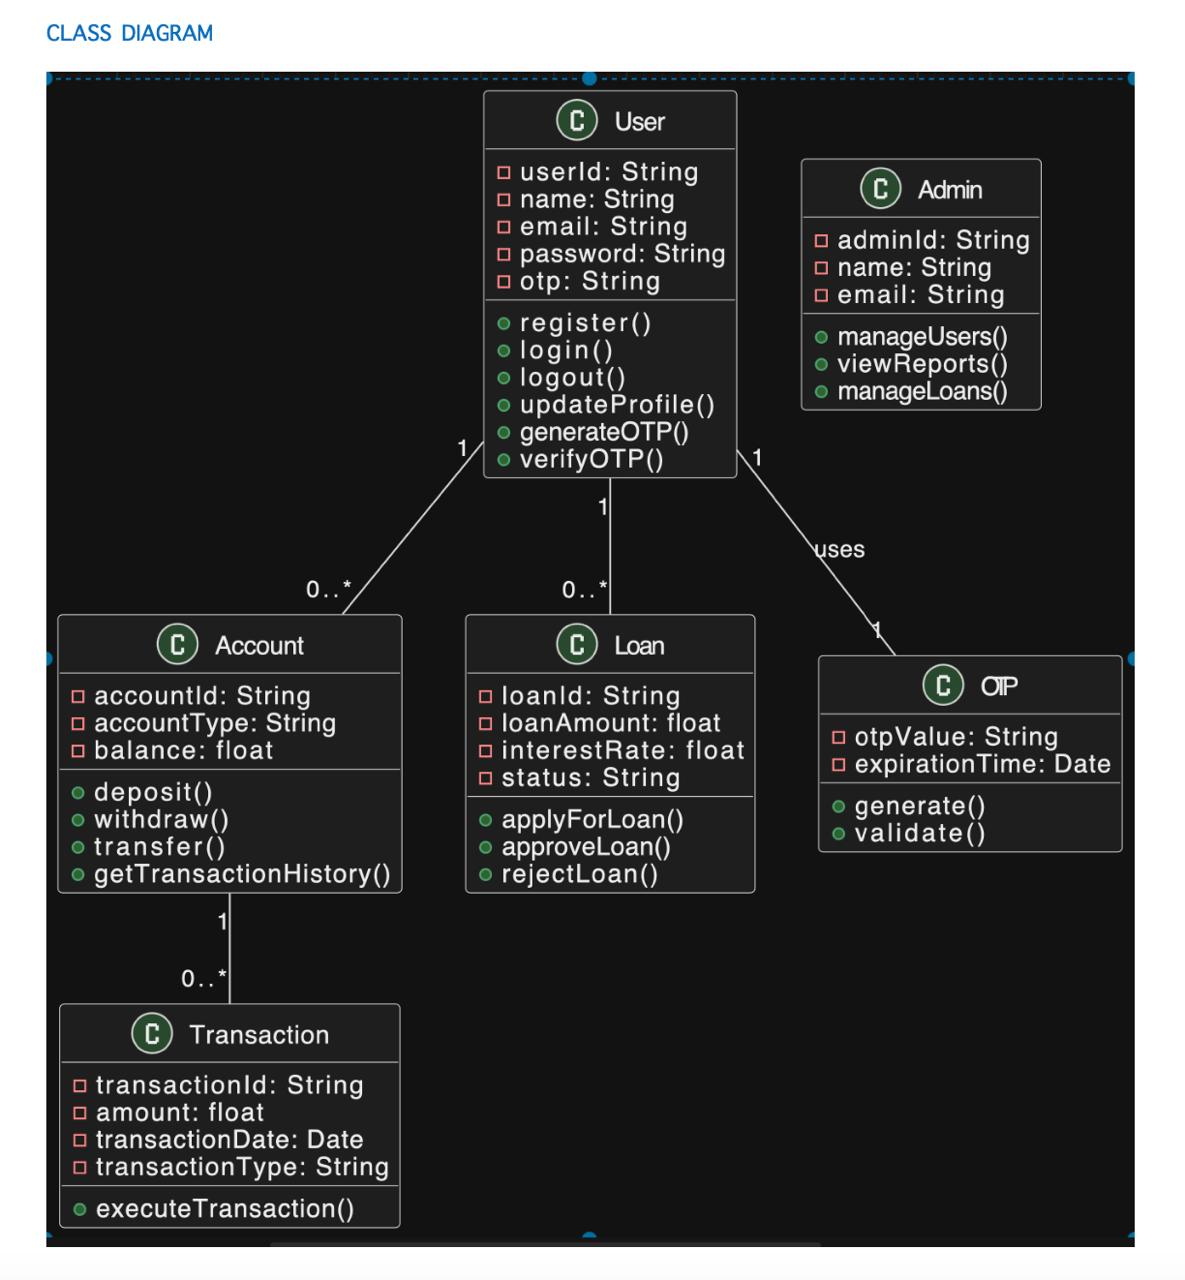 CLASS DIAGRAM
C User
userId: String
name: String
email: String
password: String
otp: String
register()
login()
logout()
updateProfile()
generateOTP()
verifyOTP()
C Admin
adminId: String
name: String
email: String
manageUsers()
viewReports()
manageLoans()
1
1
1
uses
0..*
0..*
1
C Account
accountId: String
accountType: String
balance: float
deposit()
withdraw()
transfer()
getTransactionHistory()
C Loan
loanId: String
loanAmount: float
interestRate: float
status: String
applyForLoan()
approveLoan()
rejectLoan()
C OTP
otpValue: String
expirationTime: Date
generate()
validate()
1
0..*
C Transaction
transactionId: String
amount: float
transactionDate: Date
transactionType: String
executeTransaction()